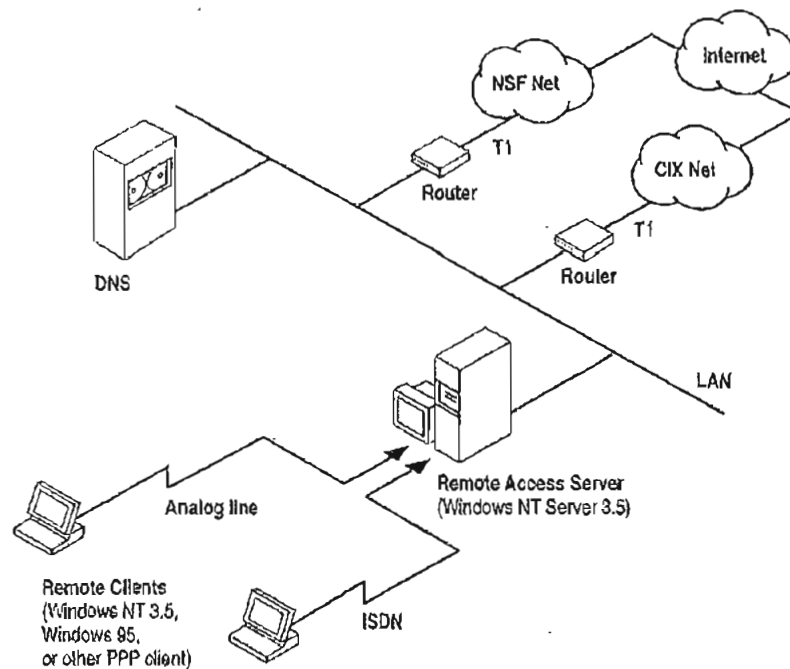 Internet
NSF Net
T1
Router
CIX Net
T1
Router
DNS
LAN
Remote Access Server
(Windows NT Server 3.5)
Analog line
Remote Clients
(Windows NT 3.5,
Windows 95,
or other PPP client)
ISDN